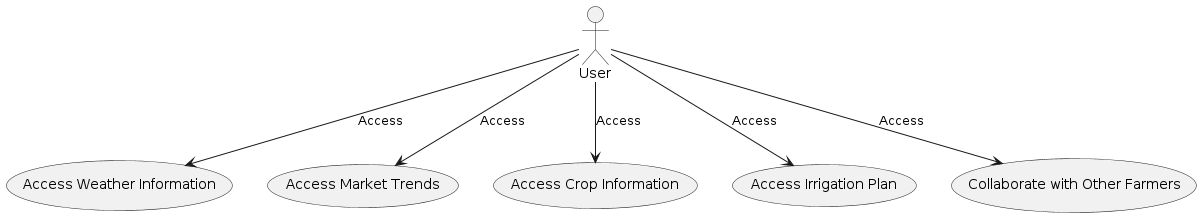 User
Access
Access
Access
Access
Access
Access Weather Information
Access Market Trends
Access Crop Information
Access Irrigation Plan
Collaborate with Other Farmers